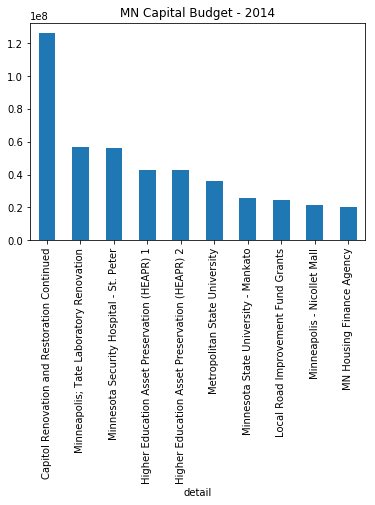 MN Capital Budget - 2014
1e8
1.2
1.0
0.8
0.6
0.4
0.2
0.0
Capitol Renovation and Restoration Continued
Minneapolis; Tate Laboratory Renovation
Minnesota Security Hospital - St. Peter
Higher Education Asset Preservation (HEAPR) 1
Higher Education Asset Preservation (HEAPR) 2
Metropolitan State University
Minnesota State University - Mankato
Local Road Improvement Fund Grants
Minneapolis - Nicollet Mall
MN Housing Finance Agency
detail